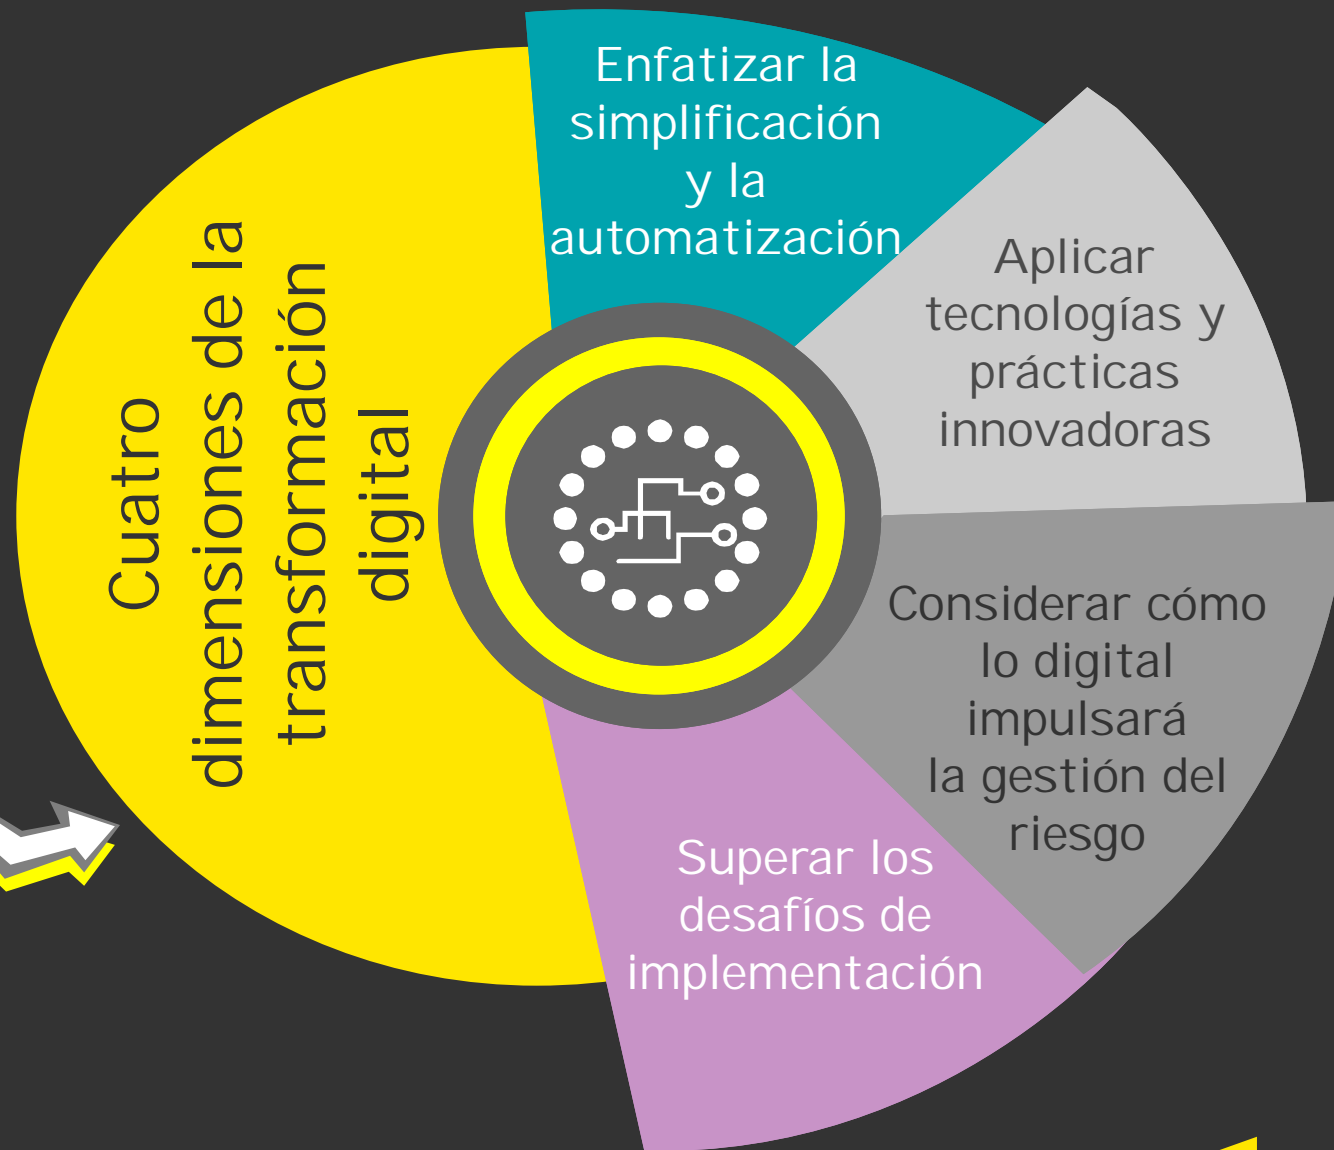 Cuatro
dimensiones de la
transformación
digital
Enfatizar la
simplificación
y la
automatización
Aplicar
tecnologías y
prácticas
innovadoras
Considerar cómo
lo digital
impulsará
la gestión del
riesgo
Superar los
desafíos de
implementación